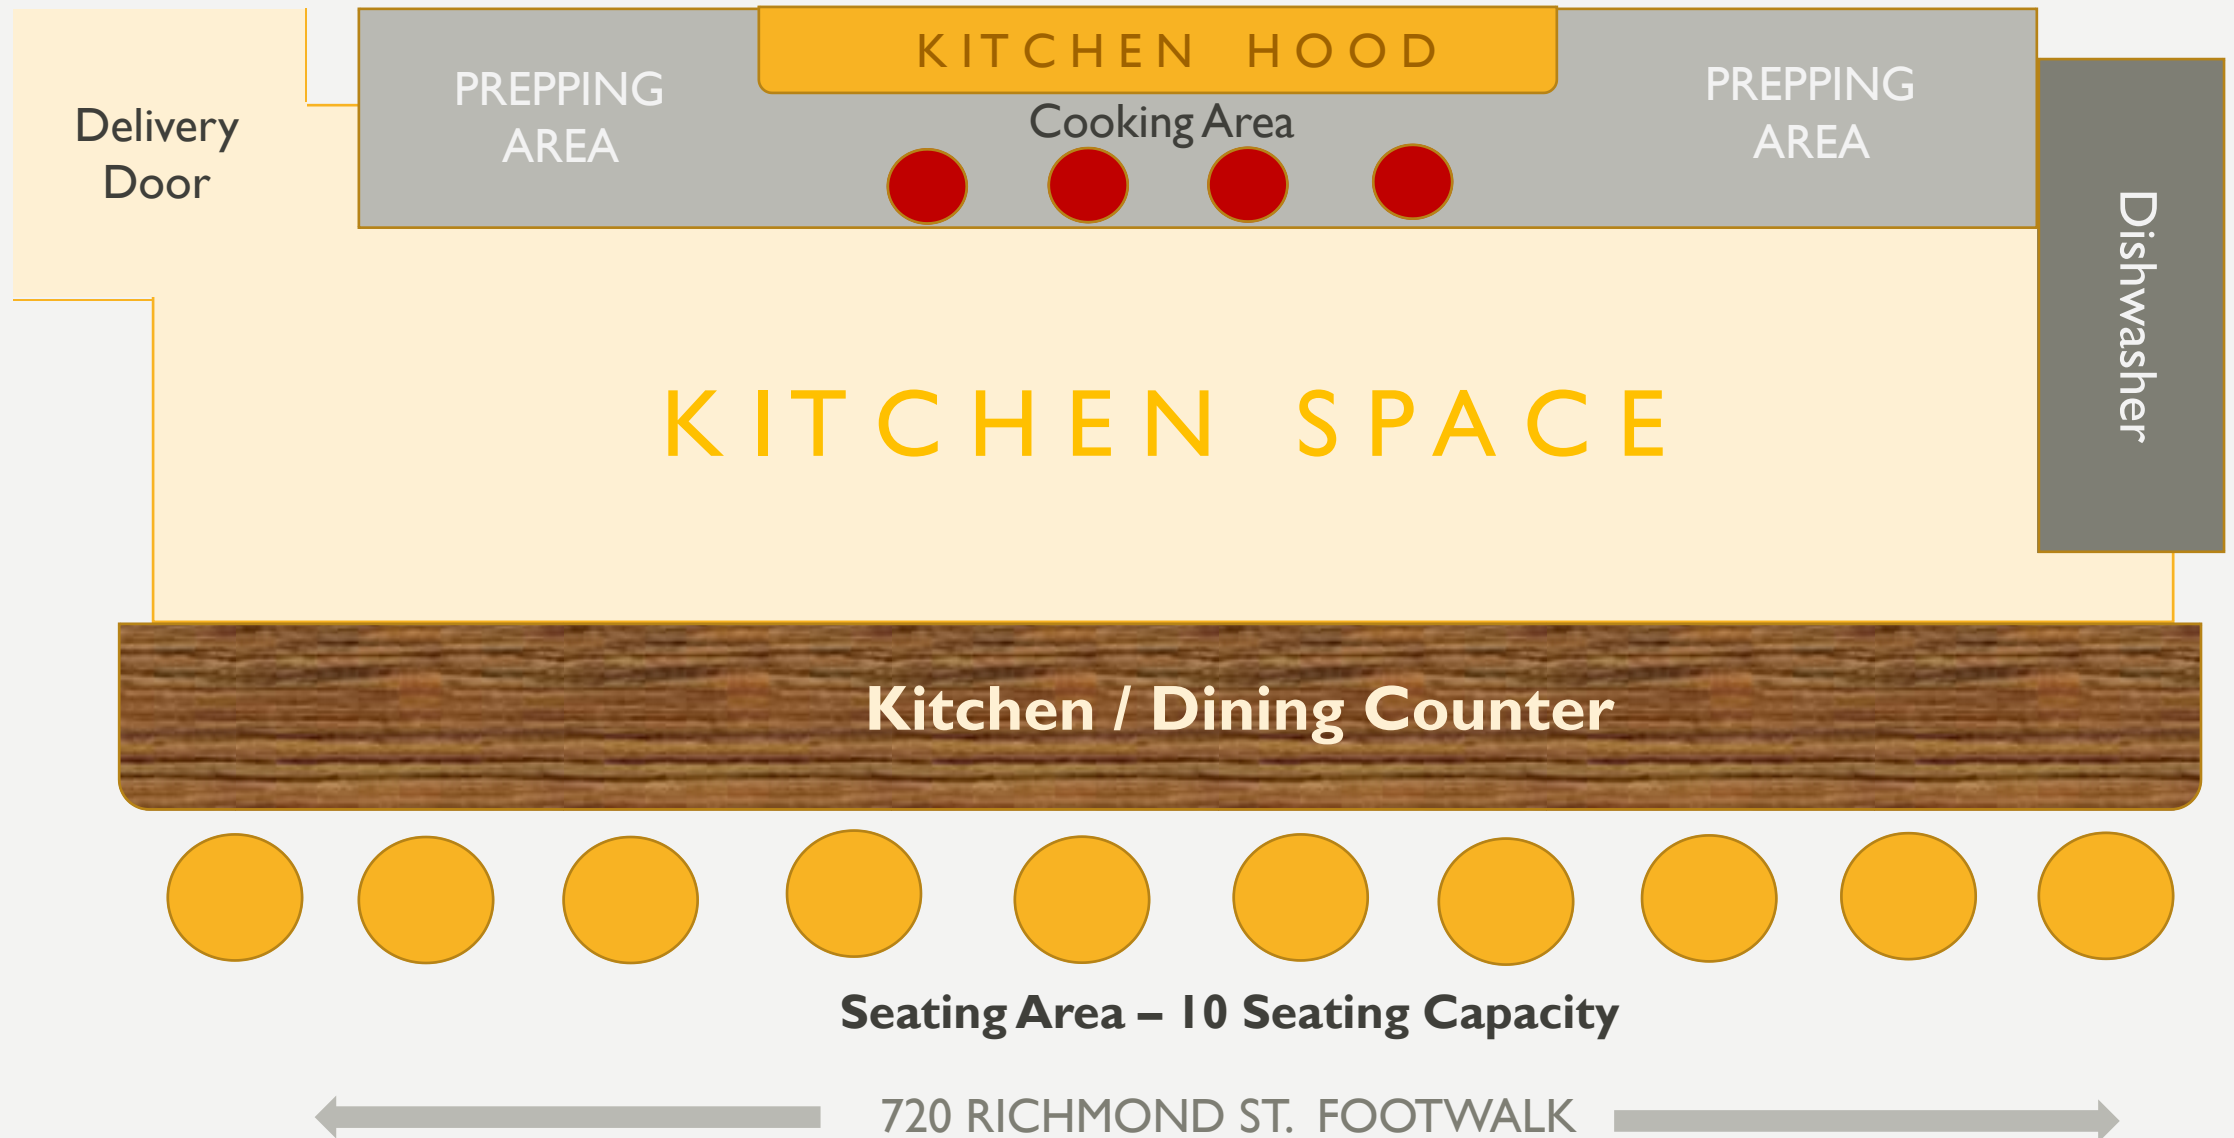 KITCHEN HOOD
PREPPING
AREA
Cooking Area
PREPPING
AREA
Delivery
Door
Dishwasher
KITCHEN SPACE
Kitchen / Dining Counter
Seating Area – 10 Seating Capacity
720 RICHMOND ST. FOOTWALK